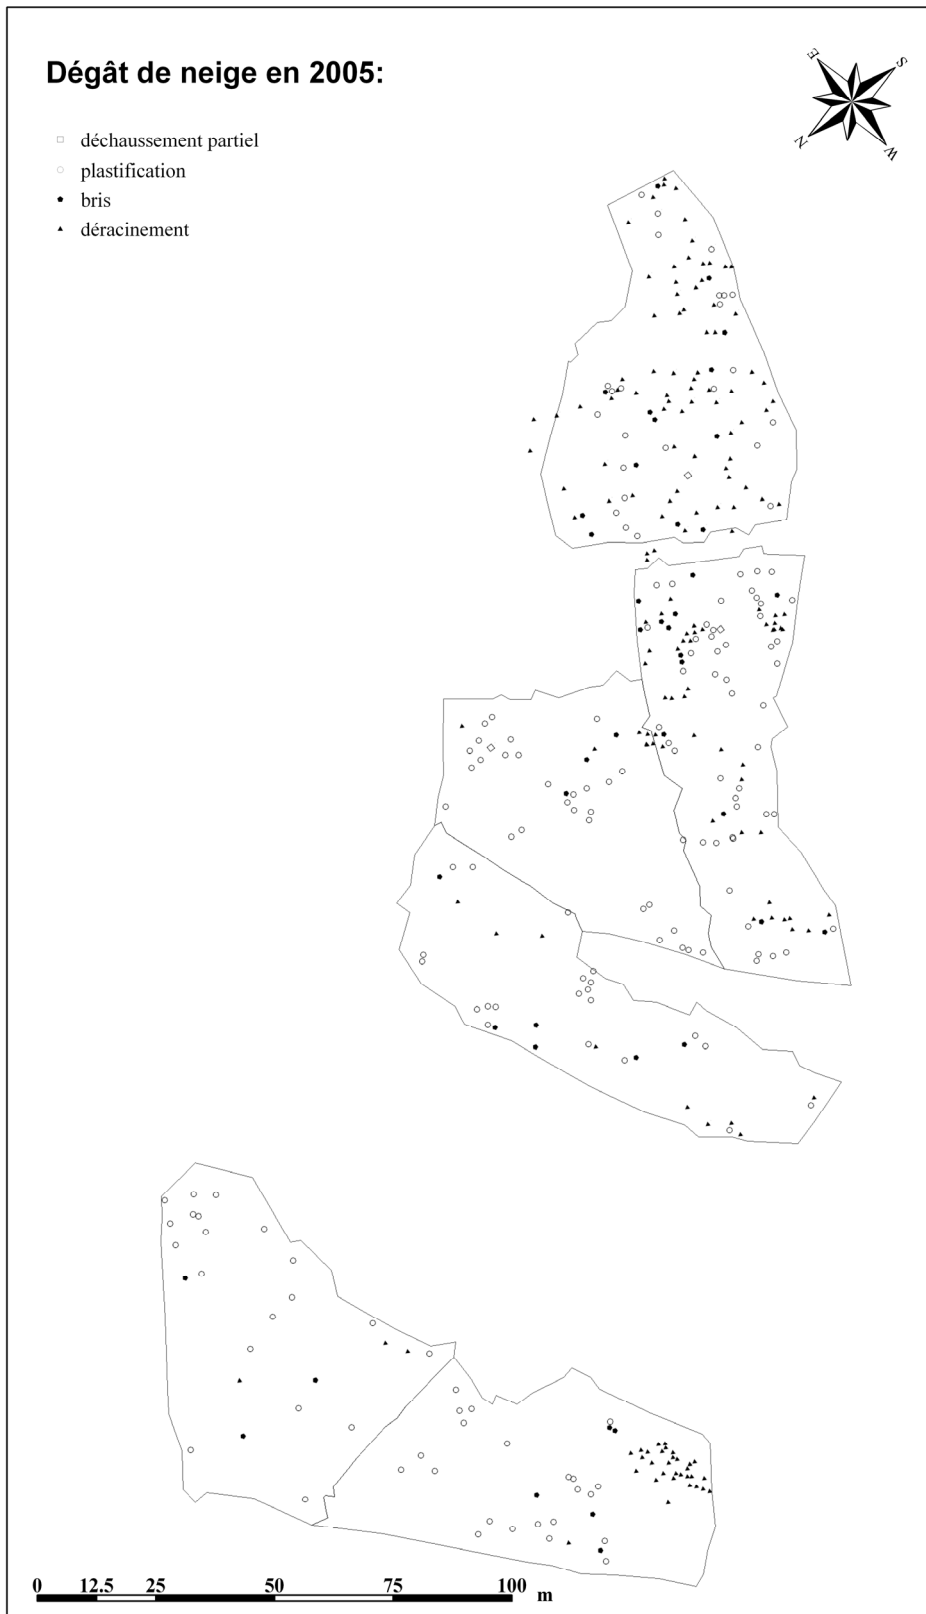 Dégât de neige en 2005:
E
S
N
W
déchaussement partiel
plastification
bris
déracinement
0 12.5 25 50 75 100 m